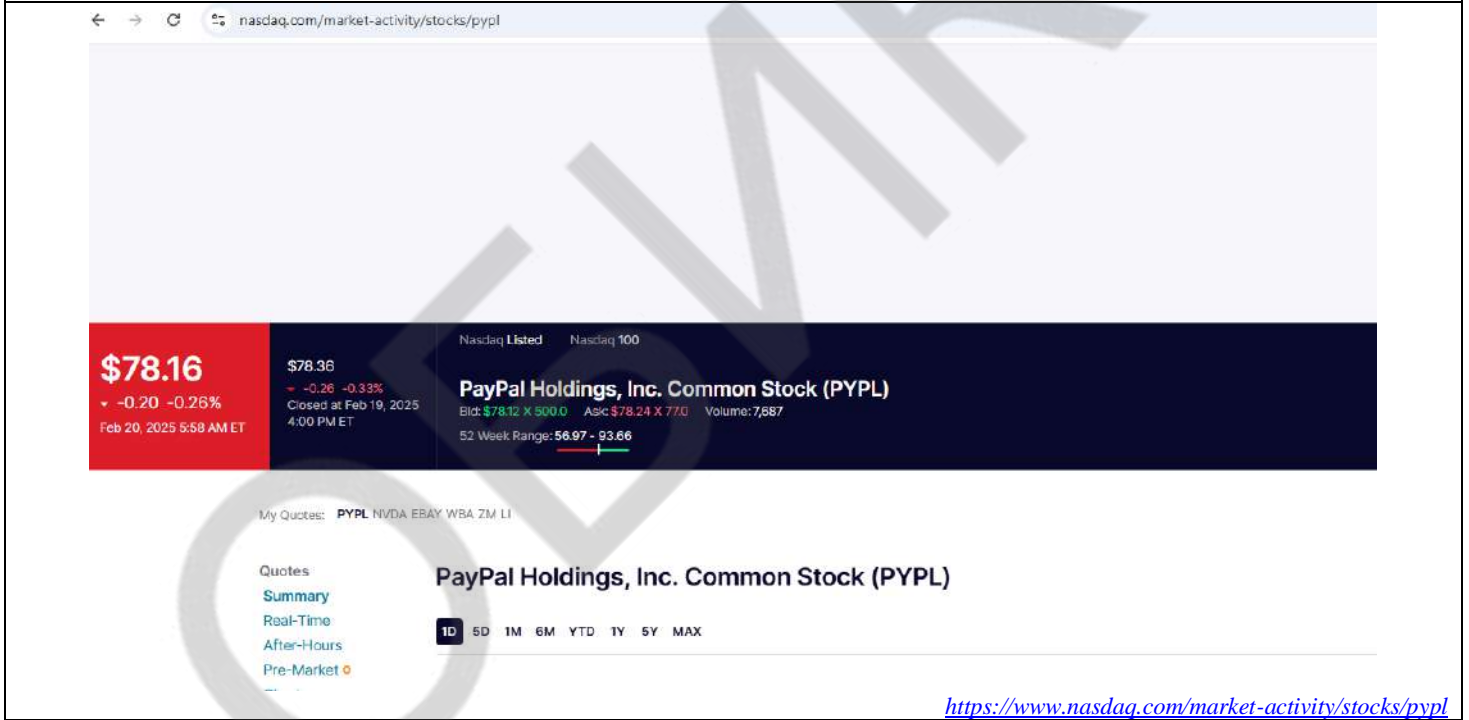 nasdaq.com/market-activity/stocks/pypl
$78.16
-0.20 -0.26%
Feb 20, 2025 5:58 AM ET
$78.36
-0.26 -0.33%
Closed at Feb 19, 2025
4:00 PM ET
Nasdaq Listed Nasdaq 100
PayPal Holdings, Inc. Common Stock (PYPL)
Bid: $78.12 X 500.0 Ask: $78.24 X 77.0 Volume: 7,687
52 Week Range: 56.97 - 93.66
My Quotes: PYPL NVDA EBAY WBA ZM LI
Quotes
Summary
Real-Time
After-Hours
Pre-Market
PayPal Holdings, Inc. Common Stock (PYPL)
1D 5D 1M 6M YTD 1Y 5Y MAX
https://www.nasdaq.com/market-activity/stocks/pypl